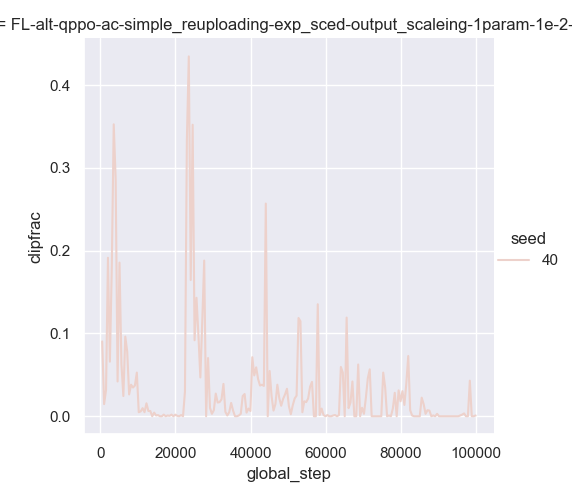 = FL-alt-qppo-ac-simple_reuploading-exp_sced-output_scaleing-1param-1e-2-
0.4
0.3
0.2
0.1
0.0
clipfrac
0 20000 40000 60000 80000 100000
global_step
seed
40